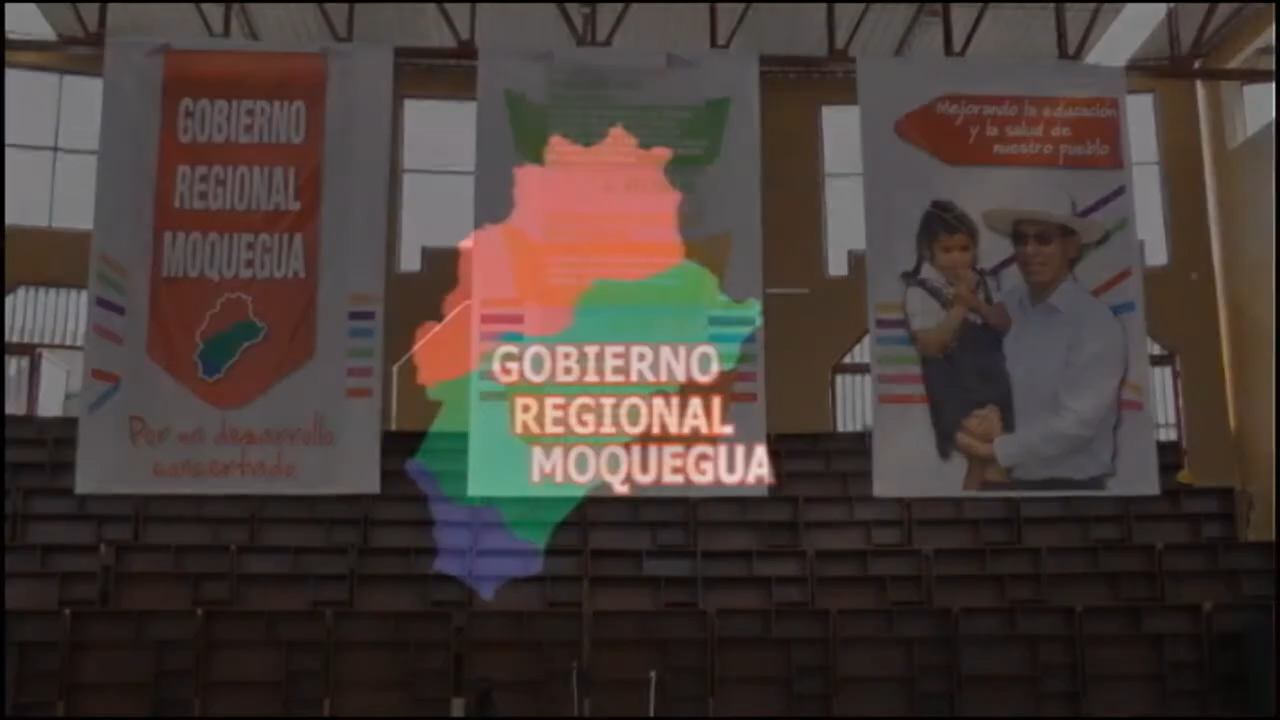 GOBIERNO
REGIONAL
MOQUEGUA
Por un desarrollo
concertado
Mejorando la educación
y la salud de
nuestro pueblo
GOBIERNO
REGIONAL
MOQUEGUA